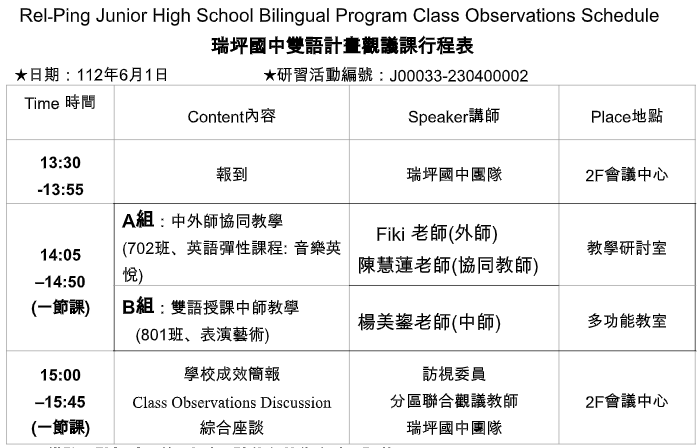 Rel-Ping Junior High School Bilingual Program Class Observations Schedule
瑞坪國中雙語計畫觀議課行程表
★日期：112年6月1日 ★研習活動編號：J00033-230400002
Time 時間 Content內容 Speaker講師 Place地點
13:30
-13:55
報到 瑞坪國中團隊 2F會議中心
14:05
–14:50
(一節課)
A組：中外師協同教學
(702班、英語彈性課程: 音樂英
悅)
Fiki 老師(外師)
陳慧蓮老師(協同教師)
教學研討室
B組：雙語授課中師教學
(801班、表演藝術)
楊美鋆老師(中師)
多功能教室
15:00
–15:45
(一節課)
學校成效簡報
Class Observations Discussion
綜合座談
訪視委員
分區聯合觀議教師
瑞坪國中團隊
2F會議中心